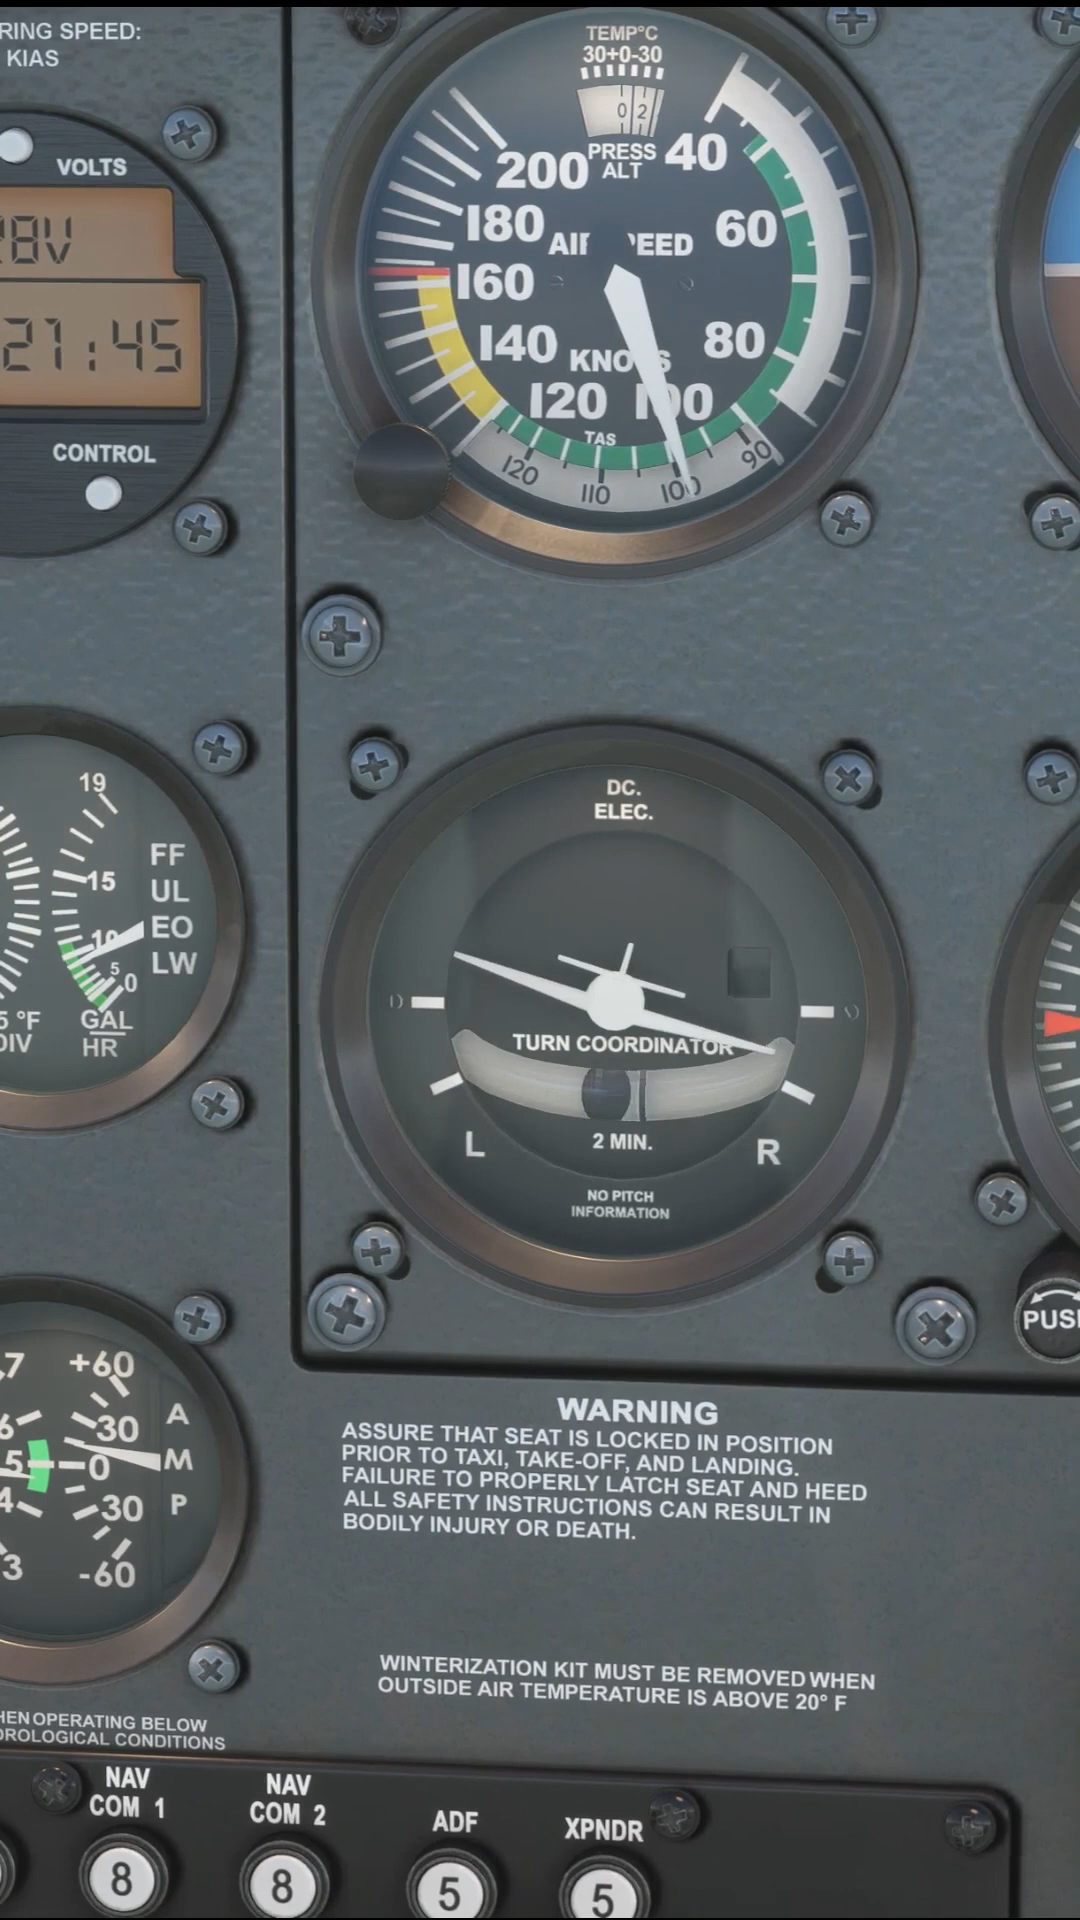 RING SPEED:
KIAS
VOLTS
28V
21:45
CONTROL
TEMP°C
30+0-30
0 2
PRESS
ALT
40
60
80
100
120
140
160
180
200
KNOTS
TAS
120
110
100
90
19
15
10
5
0
FF
UL
EO
LW
5 °F
DIV
GAL
HR
DC.
ELEC.
TURN COORDINATOR
L
R
2 MIN.
NO PITCH
INFORMATION
PUSH
7
6
5
4
3
+60
30
0
30
-60
A
M
P
WARNING
ASSURE THAT SEAT IS LOCKED IN POSITION
PRIOR TO TAXI, TAKE-OFF, AND LANDING.
FAILURE TO PROPERLY LATCH SEAT AND HEED
ALL SAFETY INSTRUCTIONS CAN RESULT IN
BODILY INJURY OR DEATH.
WINTERIZATION KIT MUST BE REMOVED WHEN
OUTSIDE AIR TEMPERATURE IS ABOVE 20° F
HEN OPERATING BELOW
OROLOGICAL CONDITIONS
NAV
COM 1
NAV
COM 2
ADF
XPNDR
8
8
5
5